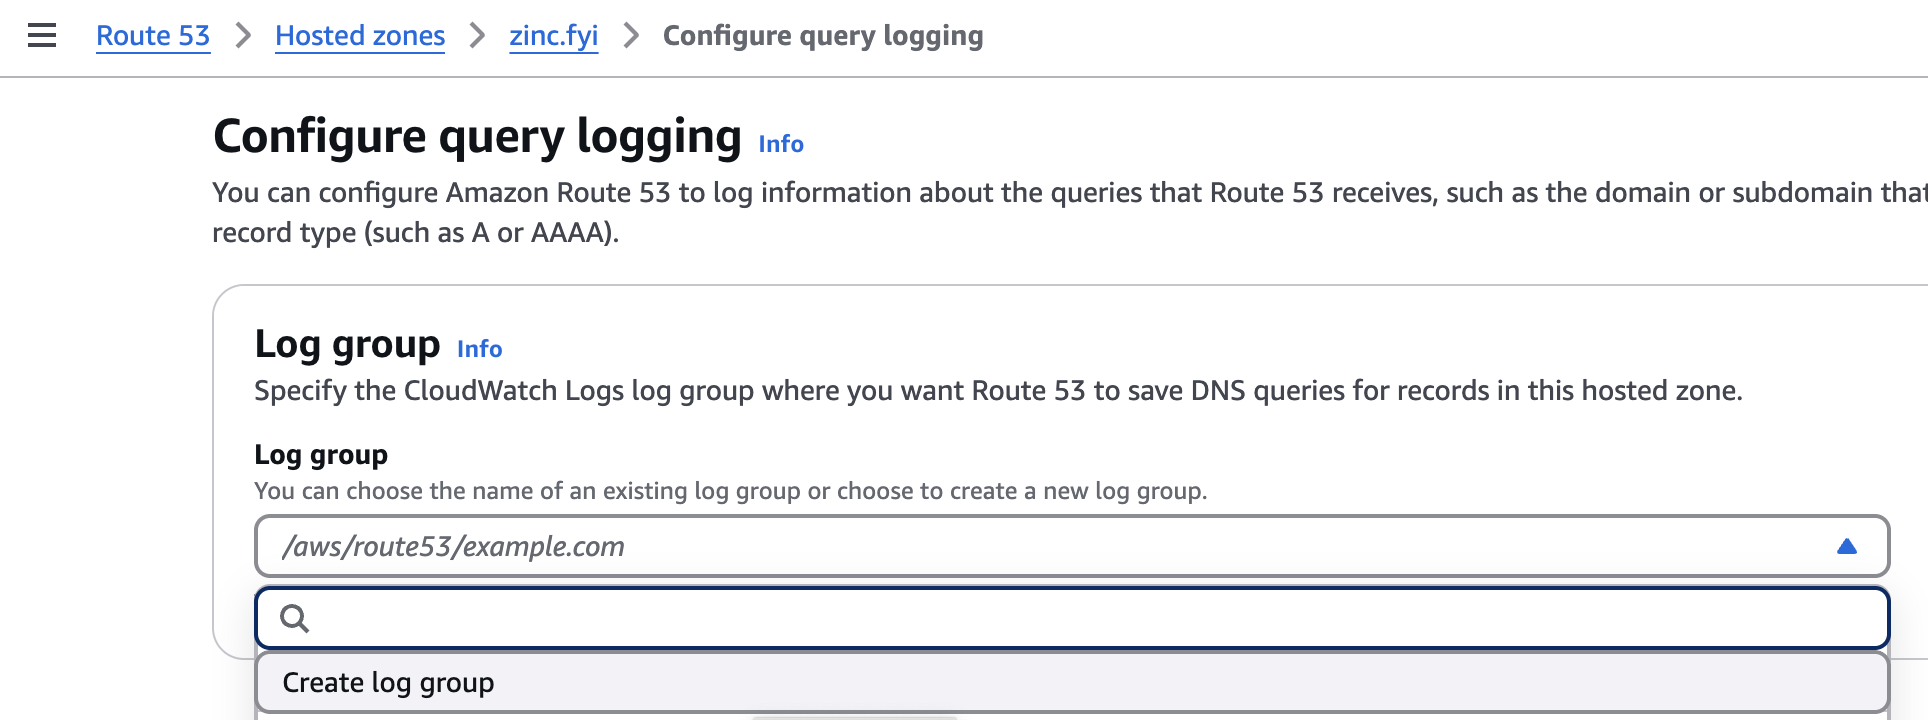 Route 53 > Hosted zones > zinc.fyi > Configure query logging
Configure query logging Info
You can configure Amazon Route 53 to log information about the queries that Route 53 receives, such as the domain or subdomain that
record type (such as A or AAAA).
Log group Info
Specify the CloudWatch Logs log group where you want Route 53 to save DNS queries for records in this hosted zone.
Log group
You can choose the name of an existing log group or choose to create a new log group.
/aws/route53/example.com
Create log group